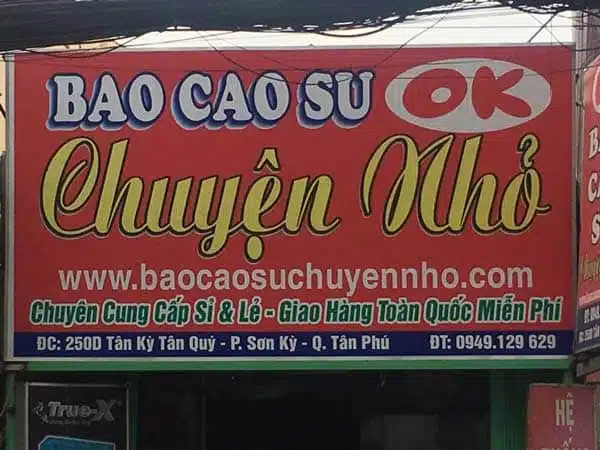 BAO CAO SU OK
Chuyện Nhỏ
www.baocaosuchuyennho.com
Chuyên Cung Cấp Sỉ & Lẻ - Giao Hàng Toàn Quốc Miễn Phí
ĐC: 250D Tân Kỳ Tân Quý - P. Sơn Kỳ - Q. Tân Phú ĐT: 0949.129 629
True-X
HỆ